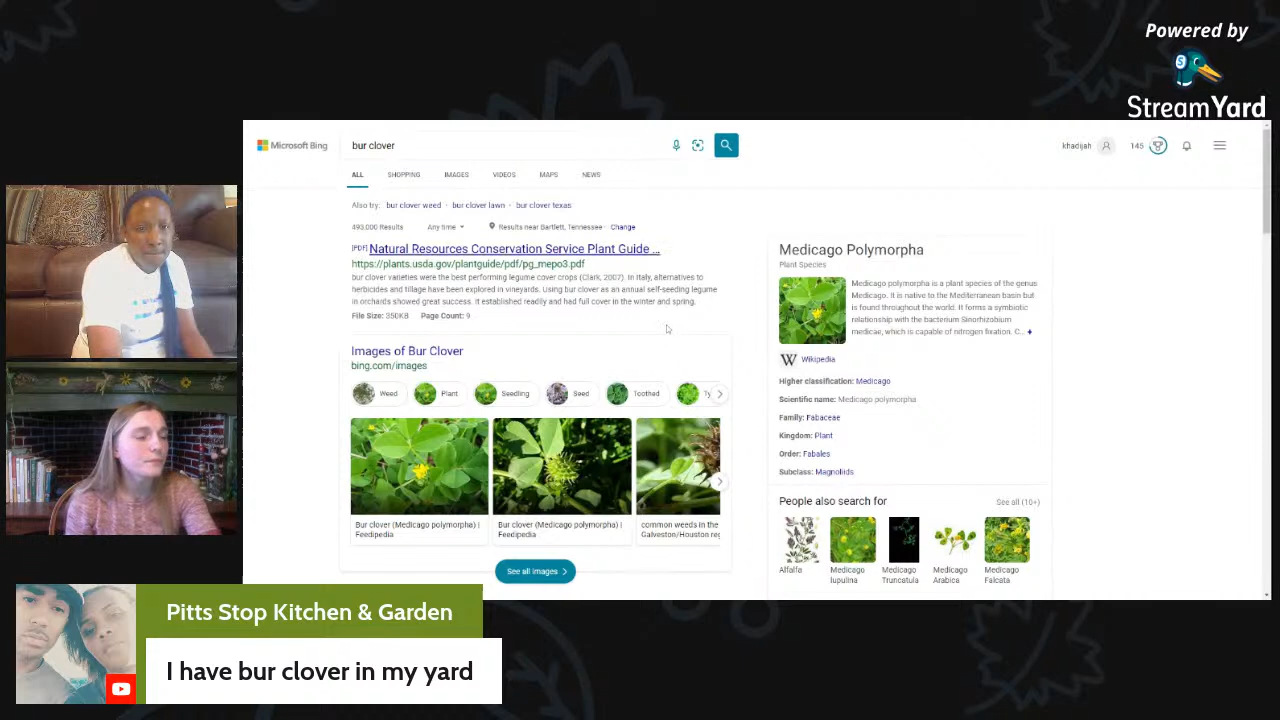 Powered by
StreamYard
Microsoft Bing
bur clover
khadijah
145
ALL
SHOPPING
IMAGES
VIDEOS
MAPS
NEWS
Also try: bur clover weed · bur clover lawn · bur clover texas
493,000 Results
Any time
Results near Bartlett, Tennessee · Change
[PDF] Natural Resources Conservation Service Plant Guide ...
https://plants.usda.gov/plantguide/pdf/pg_mepo3.pdf
bur clover varieties were the best performing legume cover crops (Clark, 2007). In Italy, alternatives to
herbicides and tillage have been explored in vineyards. Using bur clover as an annual self-seeding legume
in orchards showed great success. It established readily and had full cover in the winter and spring.
File Size: 350KB Page Count: 9
Images of Bur Clover
bing.com/images
Weed
Plant
Seedling
Seed
Toothed
Bur clover (Medicago polymorpha) |
Feedipedia
Bur clover (Medicago polymorpha) |
Feedipedia
common weeds in the
Galveston/Houston reg
See all images
Medicago Polymorpha
Plant Species
Medicago polymorpha is a plant species of the genus
Medicago. It is native to the Mediterranean basin but
is found throughout the world. It forms a symbiotic
relationship with the bacterium Sinorhizobium
medicae, which is capable of nitrogen fixation. C... +
W Wikipedia
Higher classification: Medicago
Scientific name: Medicago polymorpha
Family: Fabaceae
Kingdom: Plant
Order: Fabales
Subclass: Magnoliids
People also search for
See all (10+)
Alfalfa
Medicago
lupulina
Medicago
Truncatula
Medicago
Arabica
Medicago
Falcata
Pitts Stop Kitchen & Garden
I have bur clover in my yard